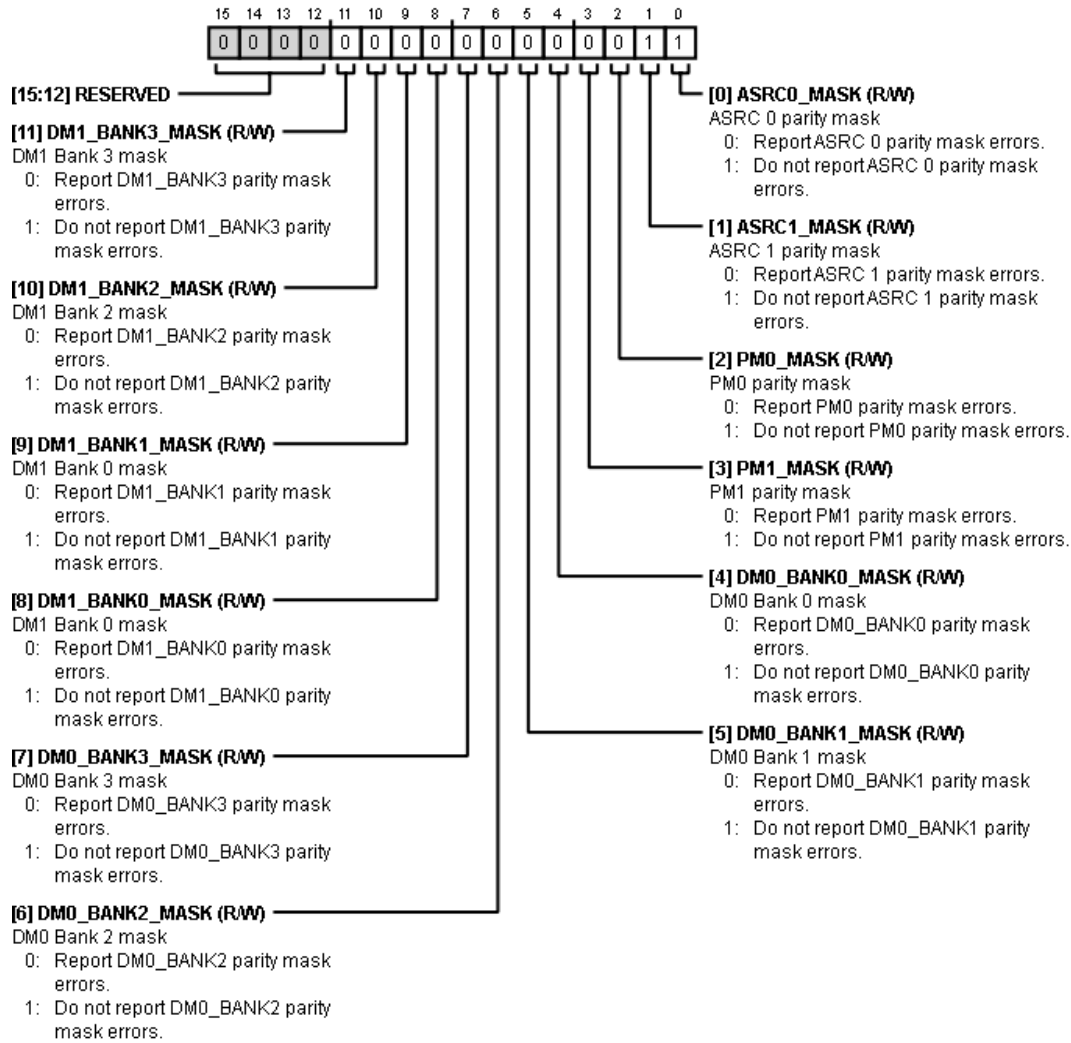 15 14 13 12 11 10 9 8 7 6 5 4 3 2 1 0
0 0 0 0 0 0 0 0 0 0 0 0 0 0 1 1
[15:12] RESERVED
[11] DM1_BANK3_MASK (R/W)
DM1 Bank 3 mask
0: Report DM1_BANK3 parity mask
errors.
1: Do not report DM1_BANK3 parity
mask errors.
[10] DM1_BANK2_MASK (R/W)
DM1 Bank 2 mask
0: Report DM1_BANK2 parity mask
errors.
1: Do not report DM1_BANK2 parity
mask errors.
[9] DM1_BANK1_MASK (R/W)
DM1 Bank 0 mask
0: Report DM1_BANK1 parity mask
errors.
1: Do not report DM1_BANK1 parity
mask errors.
[8] DM1_BANK0_MASK (R/W)
DM1 Bank 0 mask
0: Report DM1_BANK0 parity mask
errors.
1: Do not report DM1_BANK0 parity
mask errors.
[7] DM0_BANK3_MASK (R/W)
DM0 Bank 3 mask
0: Report DM0_BANK3 parity mask
errors.
1: Do not report DM0_BANK3 parity
mask errors.
[6] DM0_BANK2_MASK (R/W)
DM0 Bank 2 mask
0: Report DM0_BANK2 parity mask
errors.
1: Do not report DM0_BANK2 parity
mask errors.
[0] ASRC0_MASK (R/W)
ASRC 0 parity mask
0: Report ASRC 0 parity mask errors.
1: Do not report ASRC 0 parity mask
errors.
[1] ASRC1_MASK (R/W)
ASRC 1 parity mask
0: Report ASRC 1 parity mask errors.
1: Do not report ASRC 1 parity mask
errors.
[2] PM0_MASK (R/W)
PM0 parity mask
0: Report PM0 parity mask errors.
1: Do not report PM0 parity mask errors.
[3] PM1_MASK (R/W)
PM1 parity mask
0: Report PM1 parity mask errors.
1: Do not report PM1 parity mask errors.
[4] DM0_BANK0_MASK (R/W)
DM0 Bank 0 mask
0: Report DM0_BANK0 parity mask
errors.
1: Do not report DM0_BANK0 parity
mask errors.
[5] DM0_BANK1_MASK (R/W)
DM0 Bank 1 mask
0: Report DM0_BANK1 parity mask
errors.
1: Do not report DM0_BANK1 parity
mask errors.